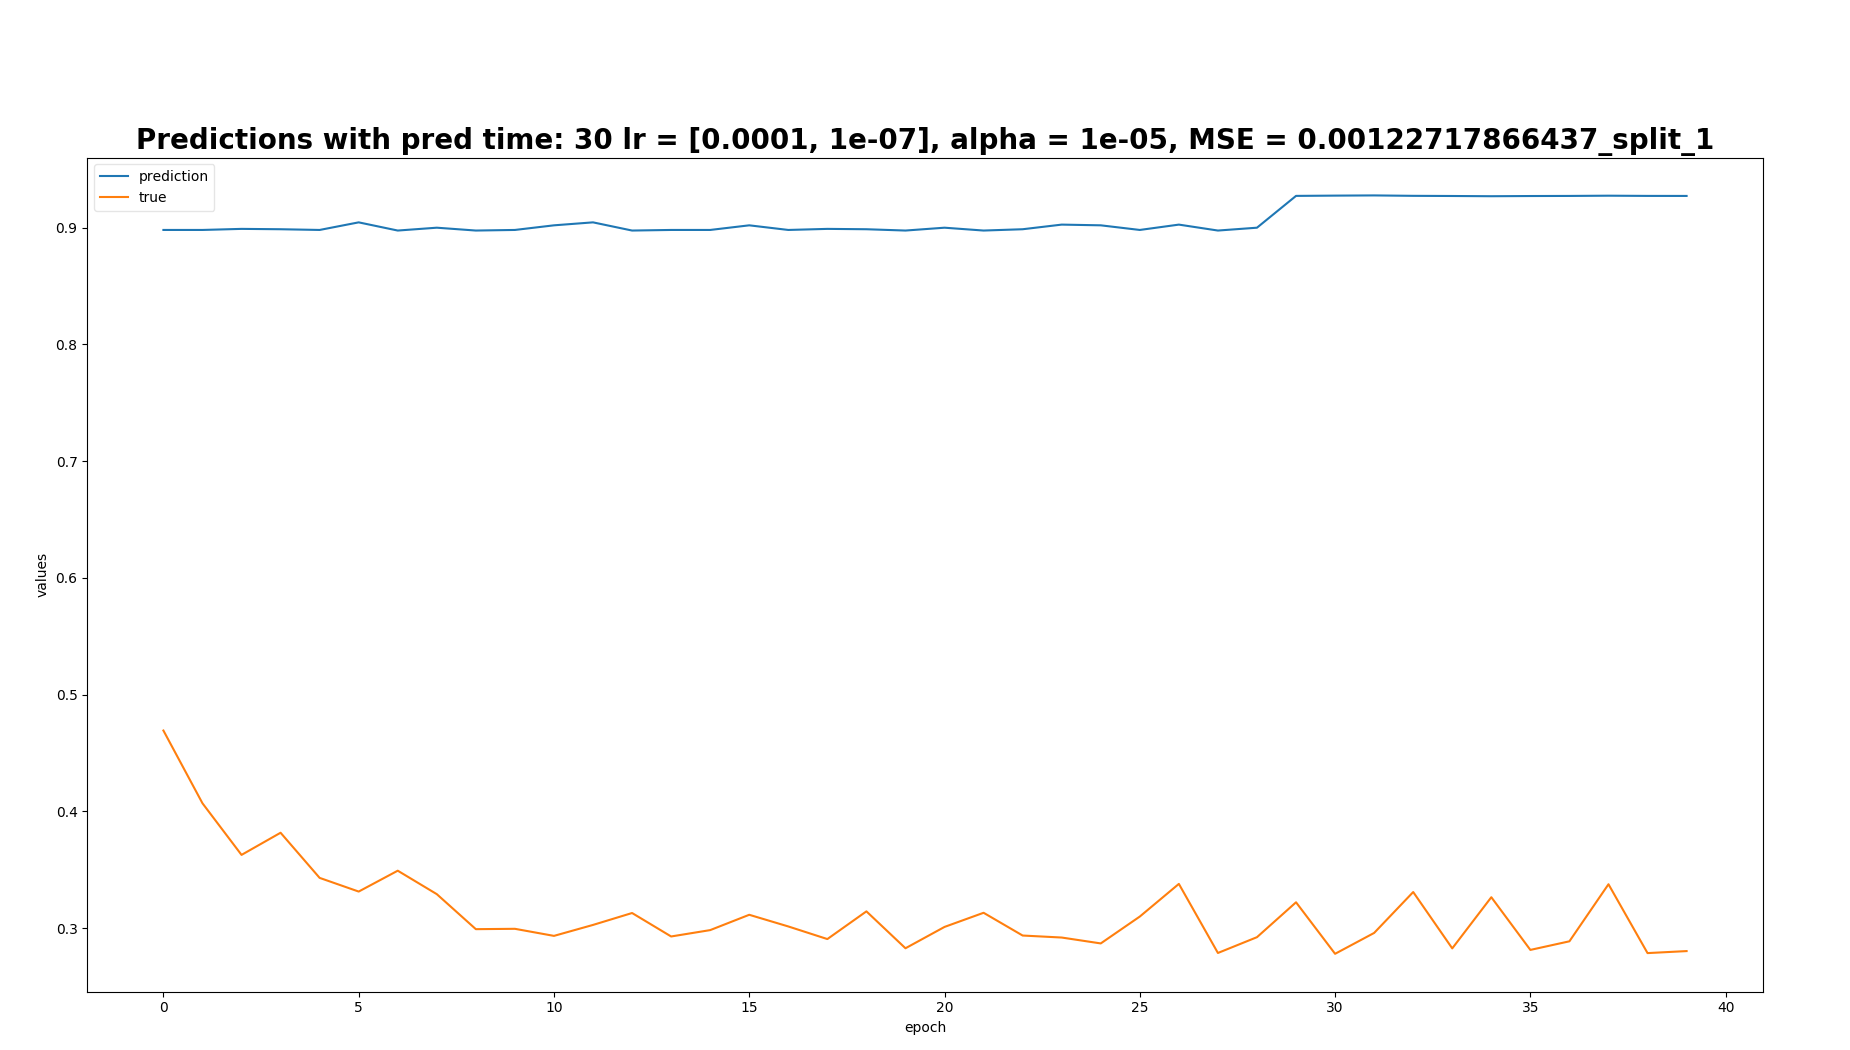 Predictions with pred time: 30 lr = [0.0001, 1e-07], alpha = 1e-05, MSE = 0.00122717866437_split_1
prediction
true
0.9
0.8
0.7
0.6
0.5
0.4
0.3
values
0 5 10 15 20 25 30 35 40
epoch